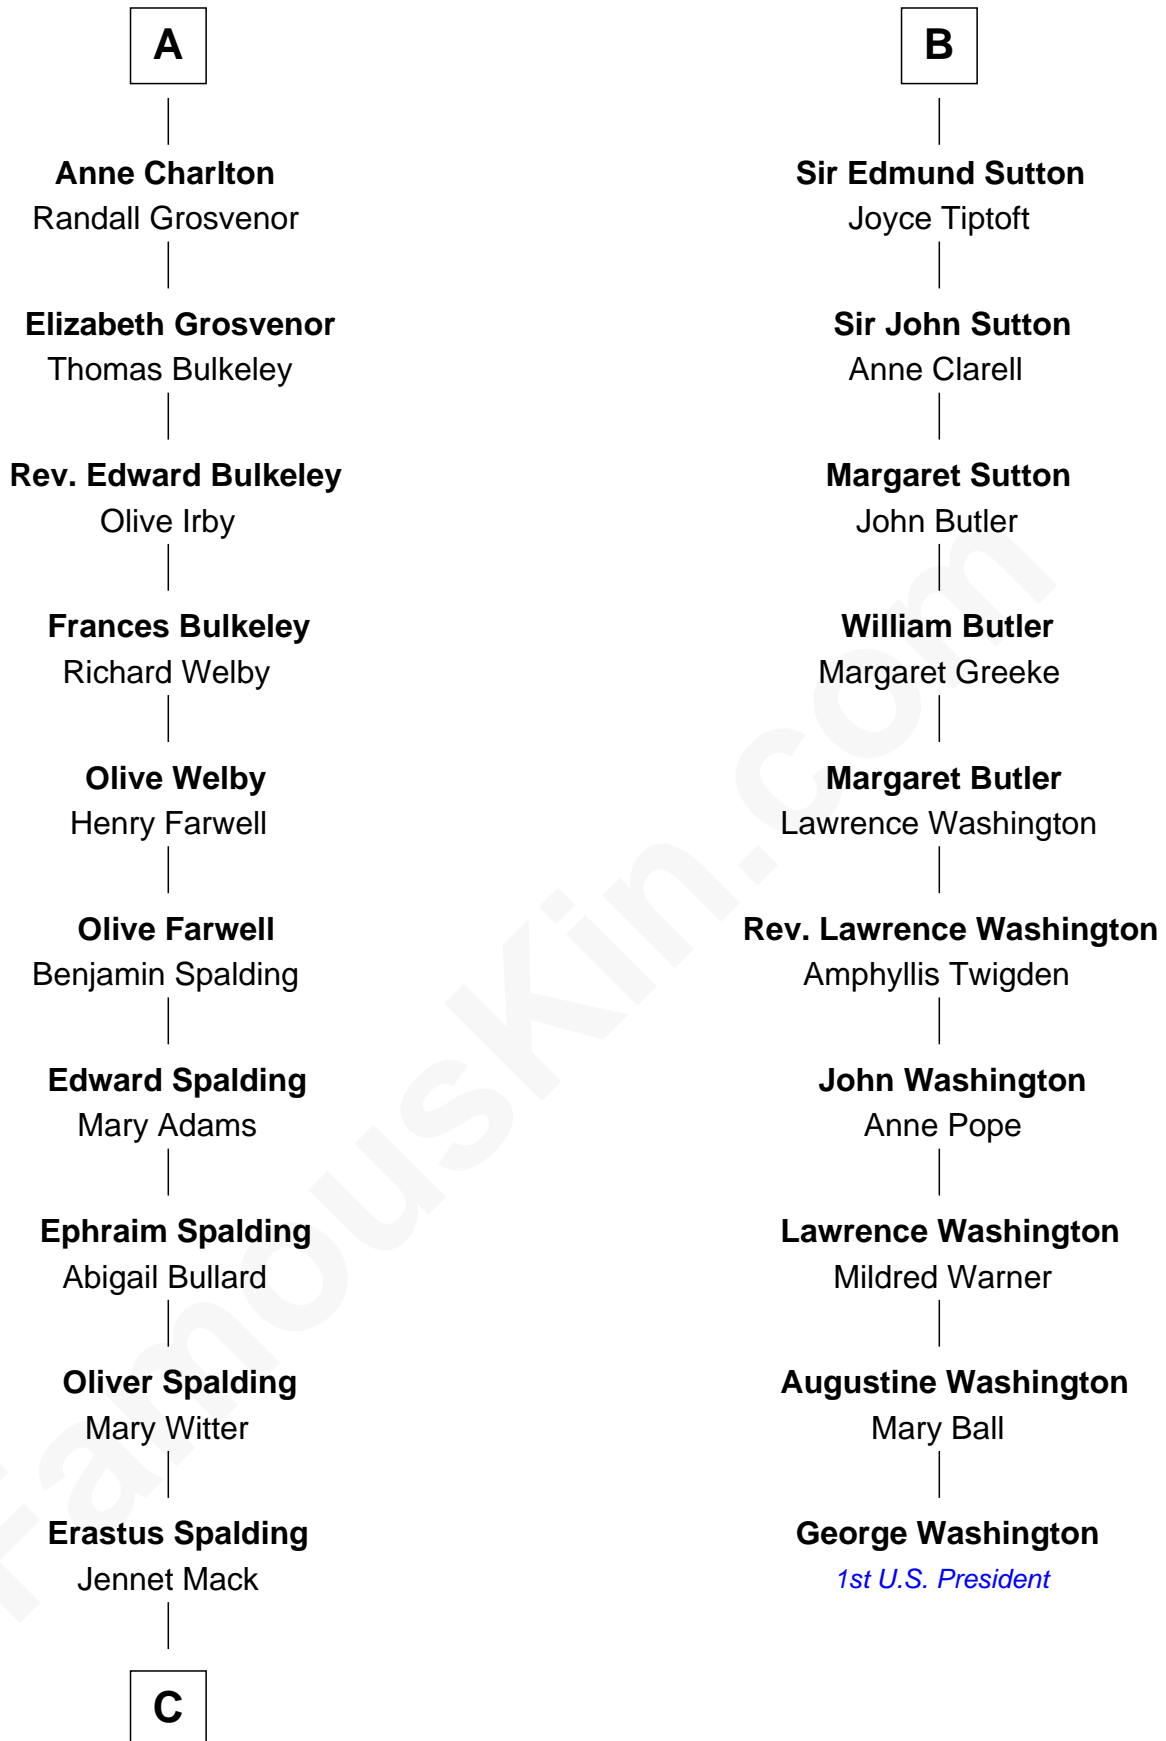 A
Anne Charlton
Randall Grosvenor
Elizabeth Grosvenor
Thomas Bulkeley
Rev. Edward Bulkeley
Olive Irby
Frances Bulkeley
Richard Welby
Olive Welby
Henry Farwell
Olive Farwell
Benjamin Spalding
Edward Spalding
Mary Adams
Ephraim Spalding
Abigail Bullard
Oliver Spalding
Mary Witter
Erastus Spalding
Jennet Mack
C
B
Sir Edmund Sutton
Joyce Tiptoft
Sir John Sutton
Anne Clarell
Margaret Sutton
John Butler
William Butler
Margaret Greeke
Margaret Butler
Lawrence Washington
Rev. Lawrence Washington
Amphyllis Twigden
John Washington
Anne Pope
Lawrence Washington
Mildred Warner
Augustine Washington
Mary Ball
George Washington
1st U.S. President
FamousKin.com